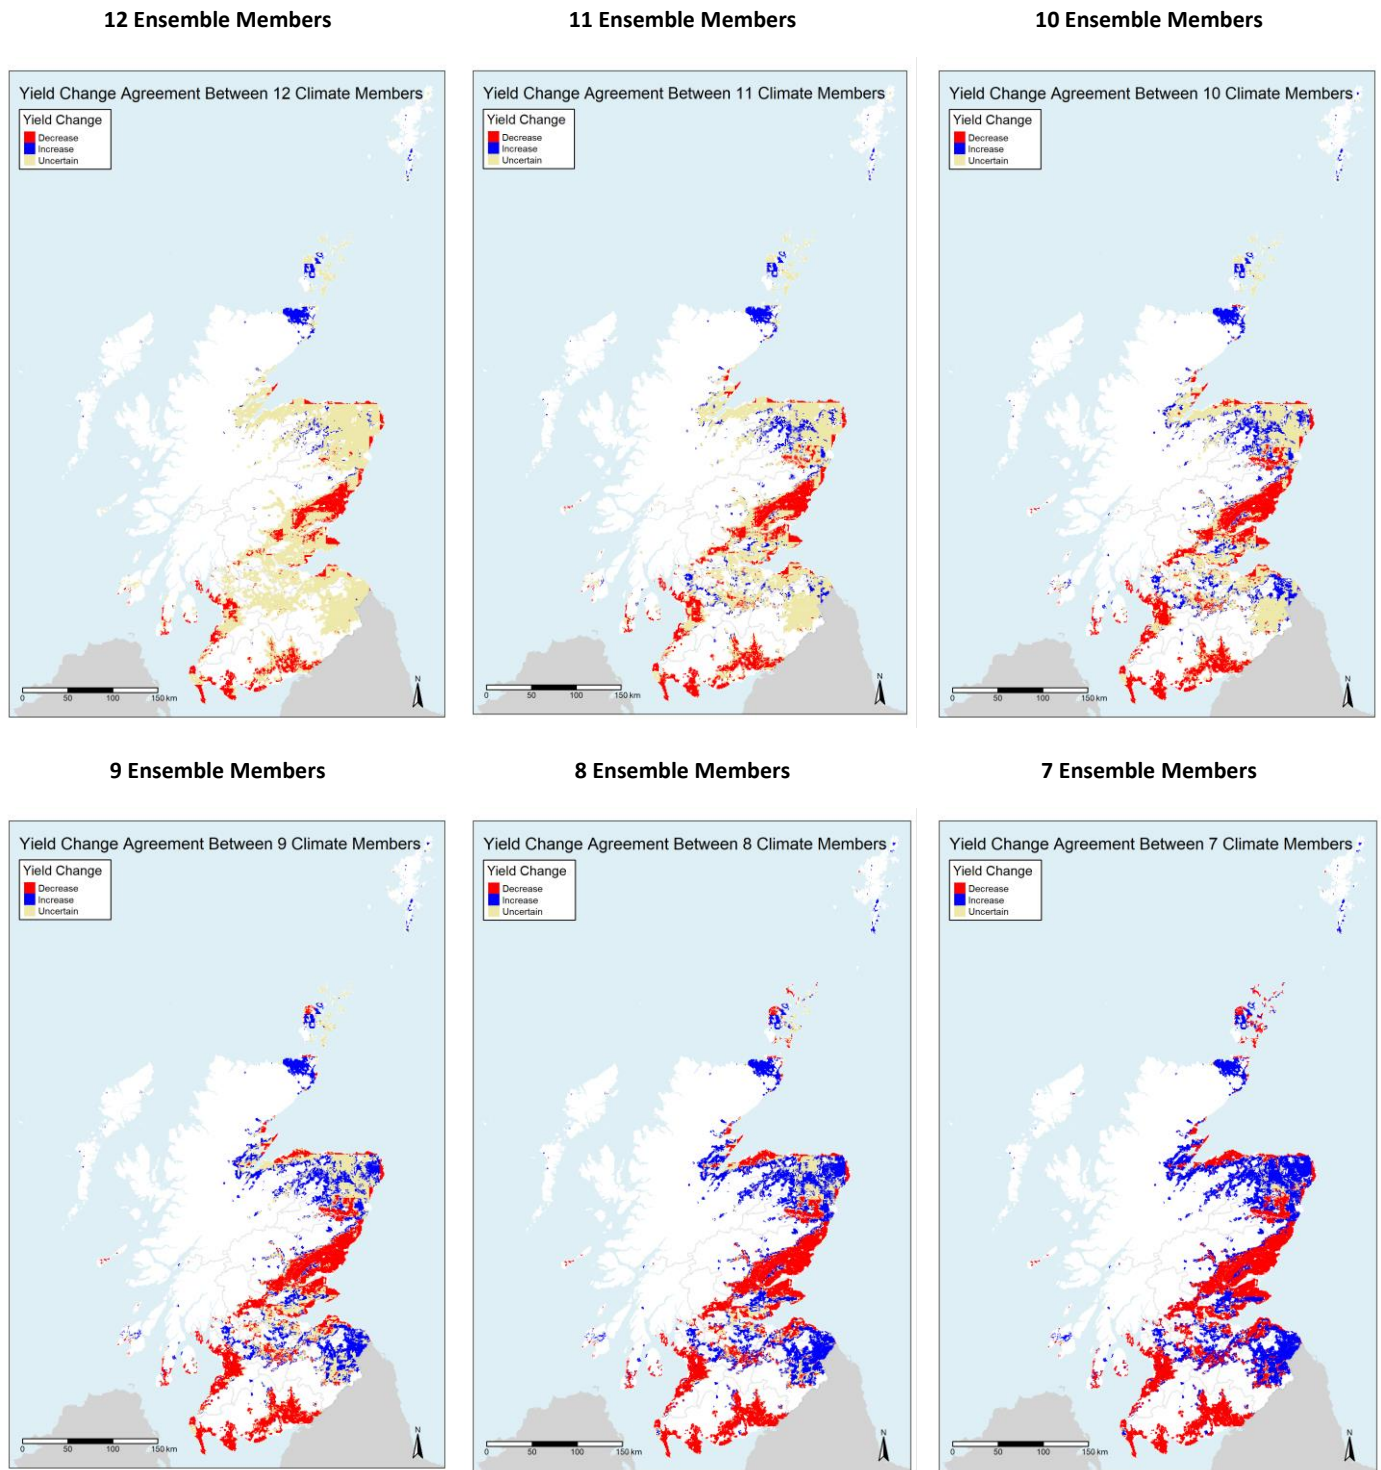 12 Ensemble Members
11 Ensemble Members
10 Ensemble Members
Yield Change Agreement Between 12 Climate Members
Yield Change
Decrease
Increase
Uncertain
N
0 50 100 150 km
Yield Change Agreement Between 11 Climate Members
Yield Change
Decrease
Increase
Uncertain
N
0 50 100 150 km
Yield Change Agreement Between 10 Climate Members
Yield Change
Decrease
Increase
Uncertain
N
0 50 100 150 km
9 Ensemble Members
8 Ensemble Members
7 Ensemble Members
Yield Change Agreement Between 9 Climate Members
Yield Change
Decrease
Increase
Uncertain
N
0 50 100 150 km
Yield Change Agreement Between 8 Climate Members
Yield Change
Decrease
Increase
Uncertain
N
0 50 100 150 km
Yield Change Agreement Between 7 Climate Members
Yield Change
Decrease
Increase
Uncertain
N
0 50 100 150 km